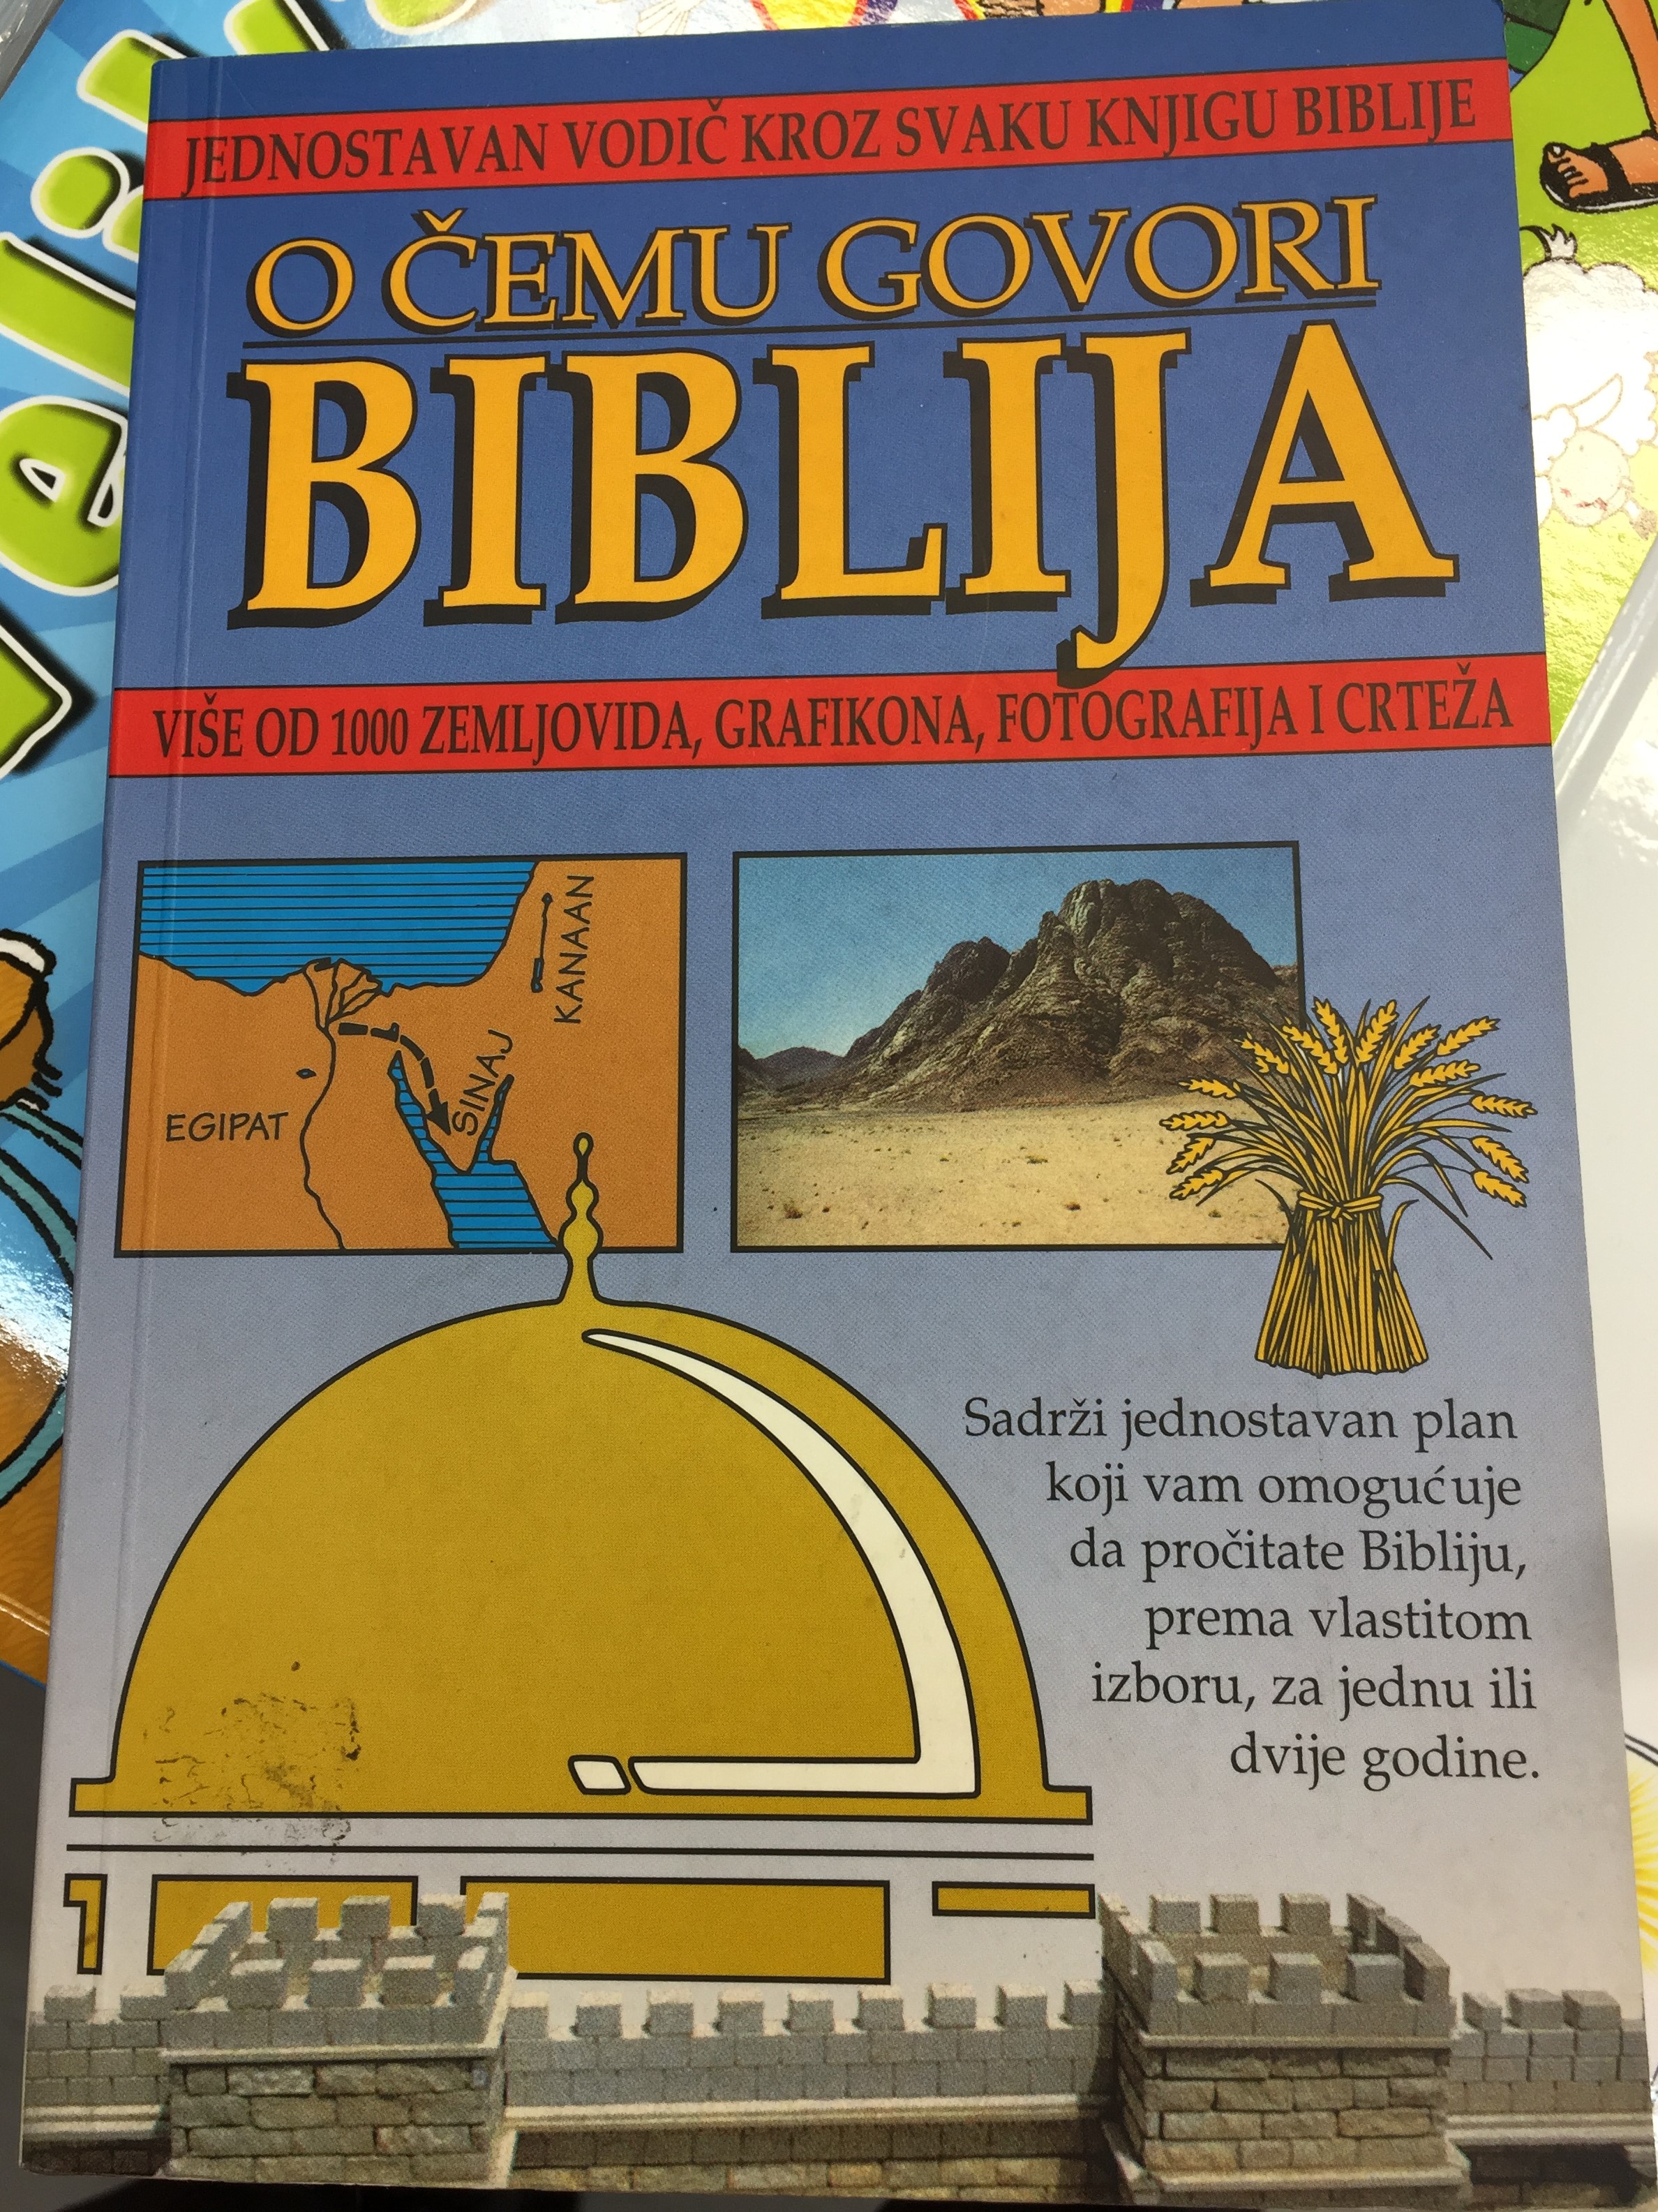 JEDNOSTAVAN VODIČ KROZ SVAKU KNJIGU BIBLIJE
O ČEMU GOVORI
BIBLIJA
VIŠE OD 1000 ZEMLJOVIDA, GRAFIKONA, FOTOGRAFIJA I CRTEŽA
KANAAN
SINAJ
EGIPAT
Sadrži jednostavan plan
koji vam omogućuje
da pročitate Bibliju,
prema vlastitom
izboru, za jednu ili
dvije godine.